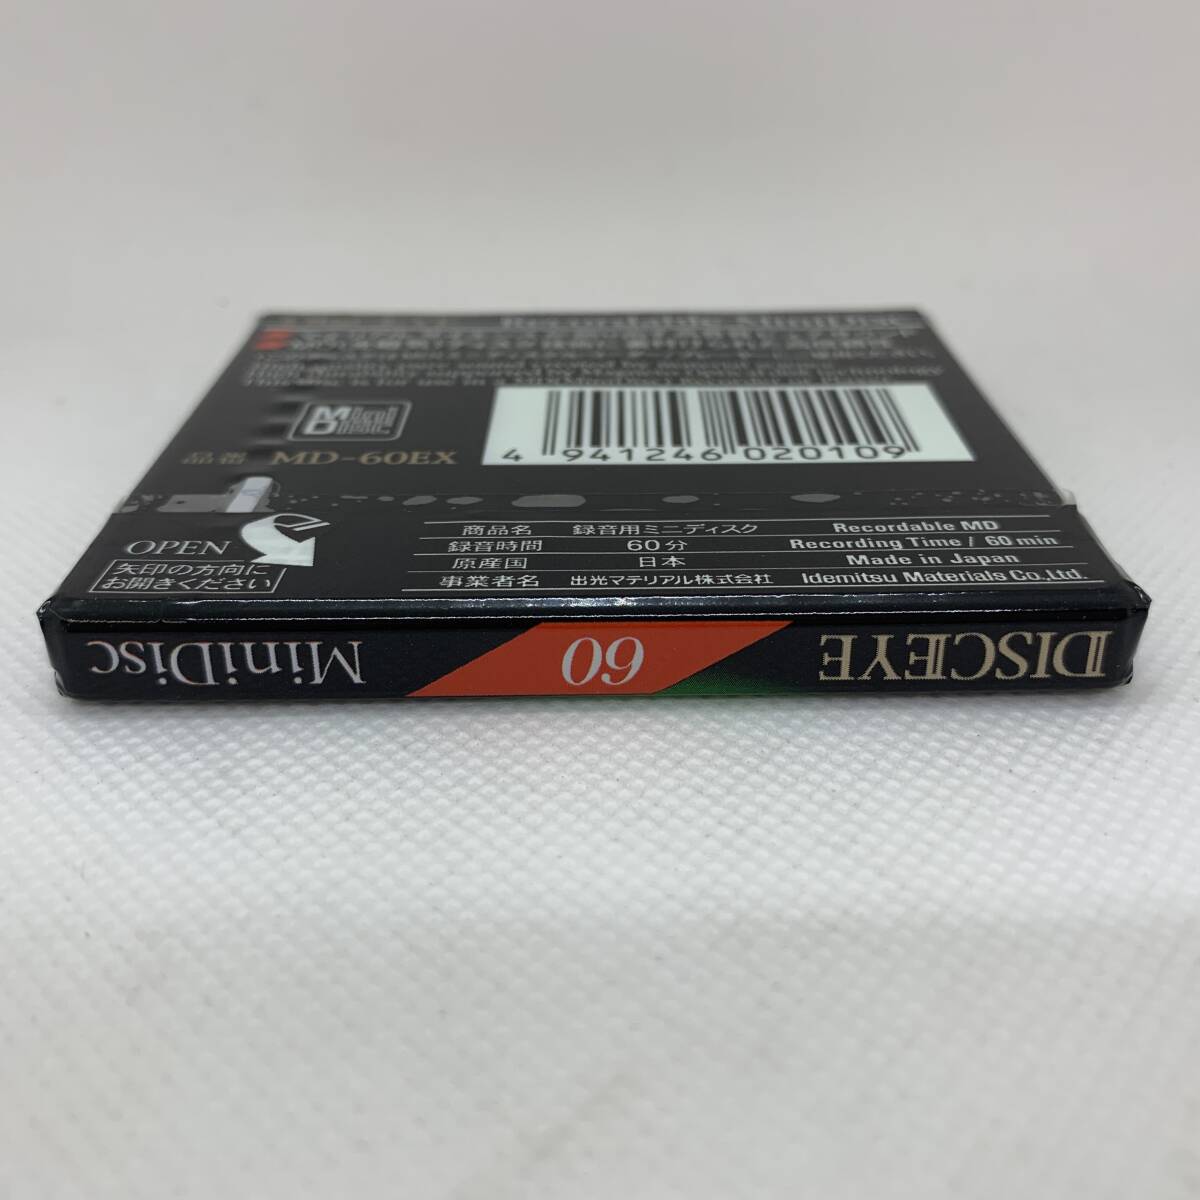 Recordable MiniDisc
MD
品番 MD-60EX
4 941246 020109
OPEN
矢印の方向に
お開きください
商品名 録音用ミニディスク Recordable MD
録音時間 60分 Recording Time / 60 min
原産国 日本 Made in Japan
事業者名 出光マテリアル株式会社 Idemitsu Materials Co.,Ltd.
DISCEYE 60 MiniDisc